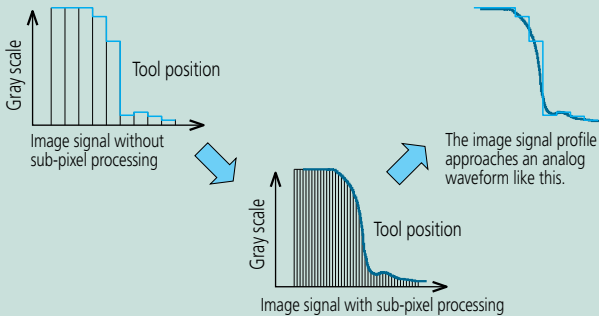 Gray scale
Tool position
Image signal without
sub-pixel processing
The image signal profile
approaches an analog
waveform like this.
Gray scale
Tool position
Image signal with sub-pixel processing